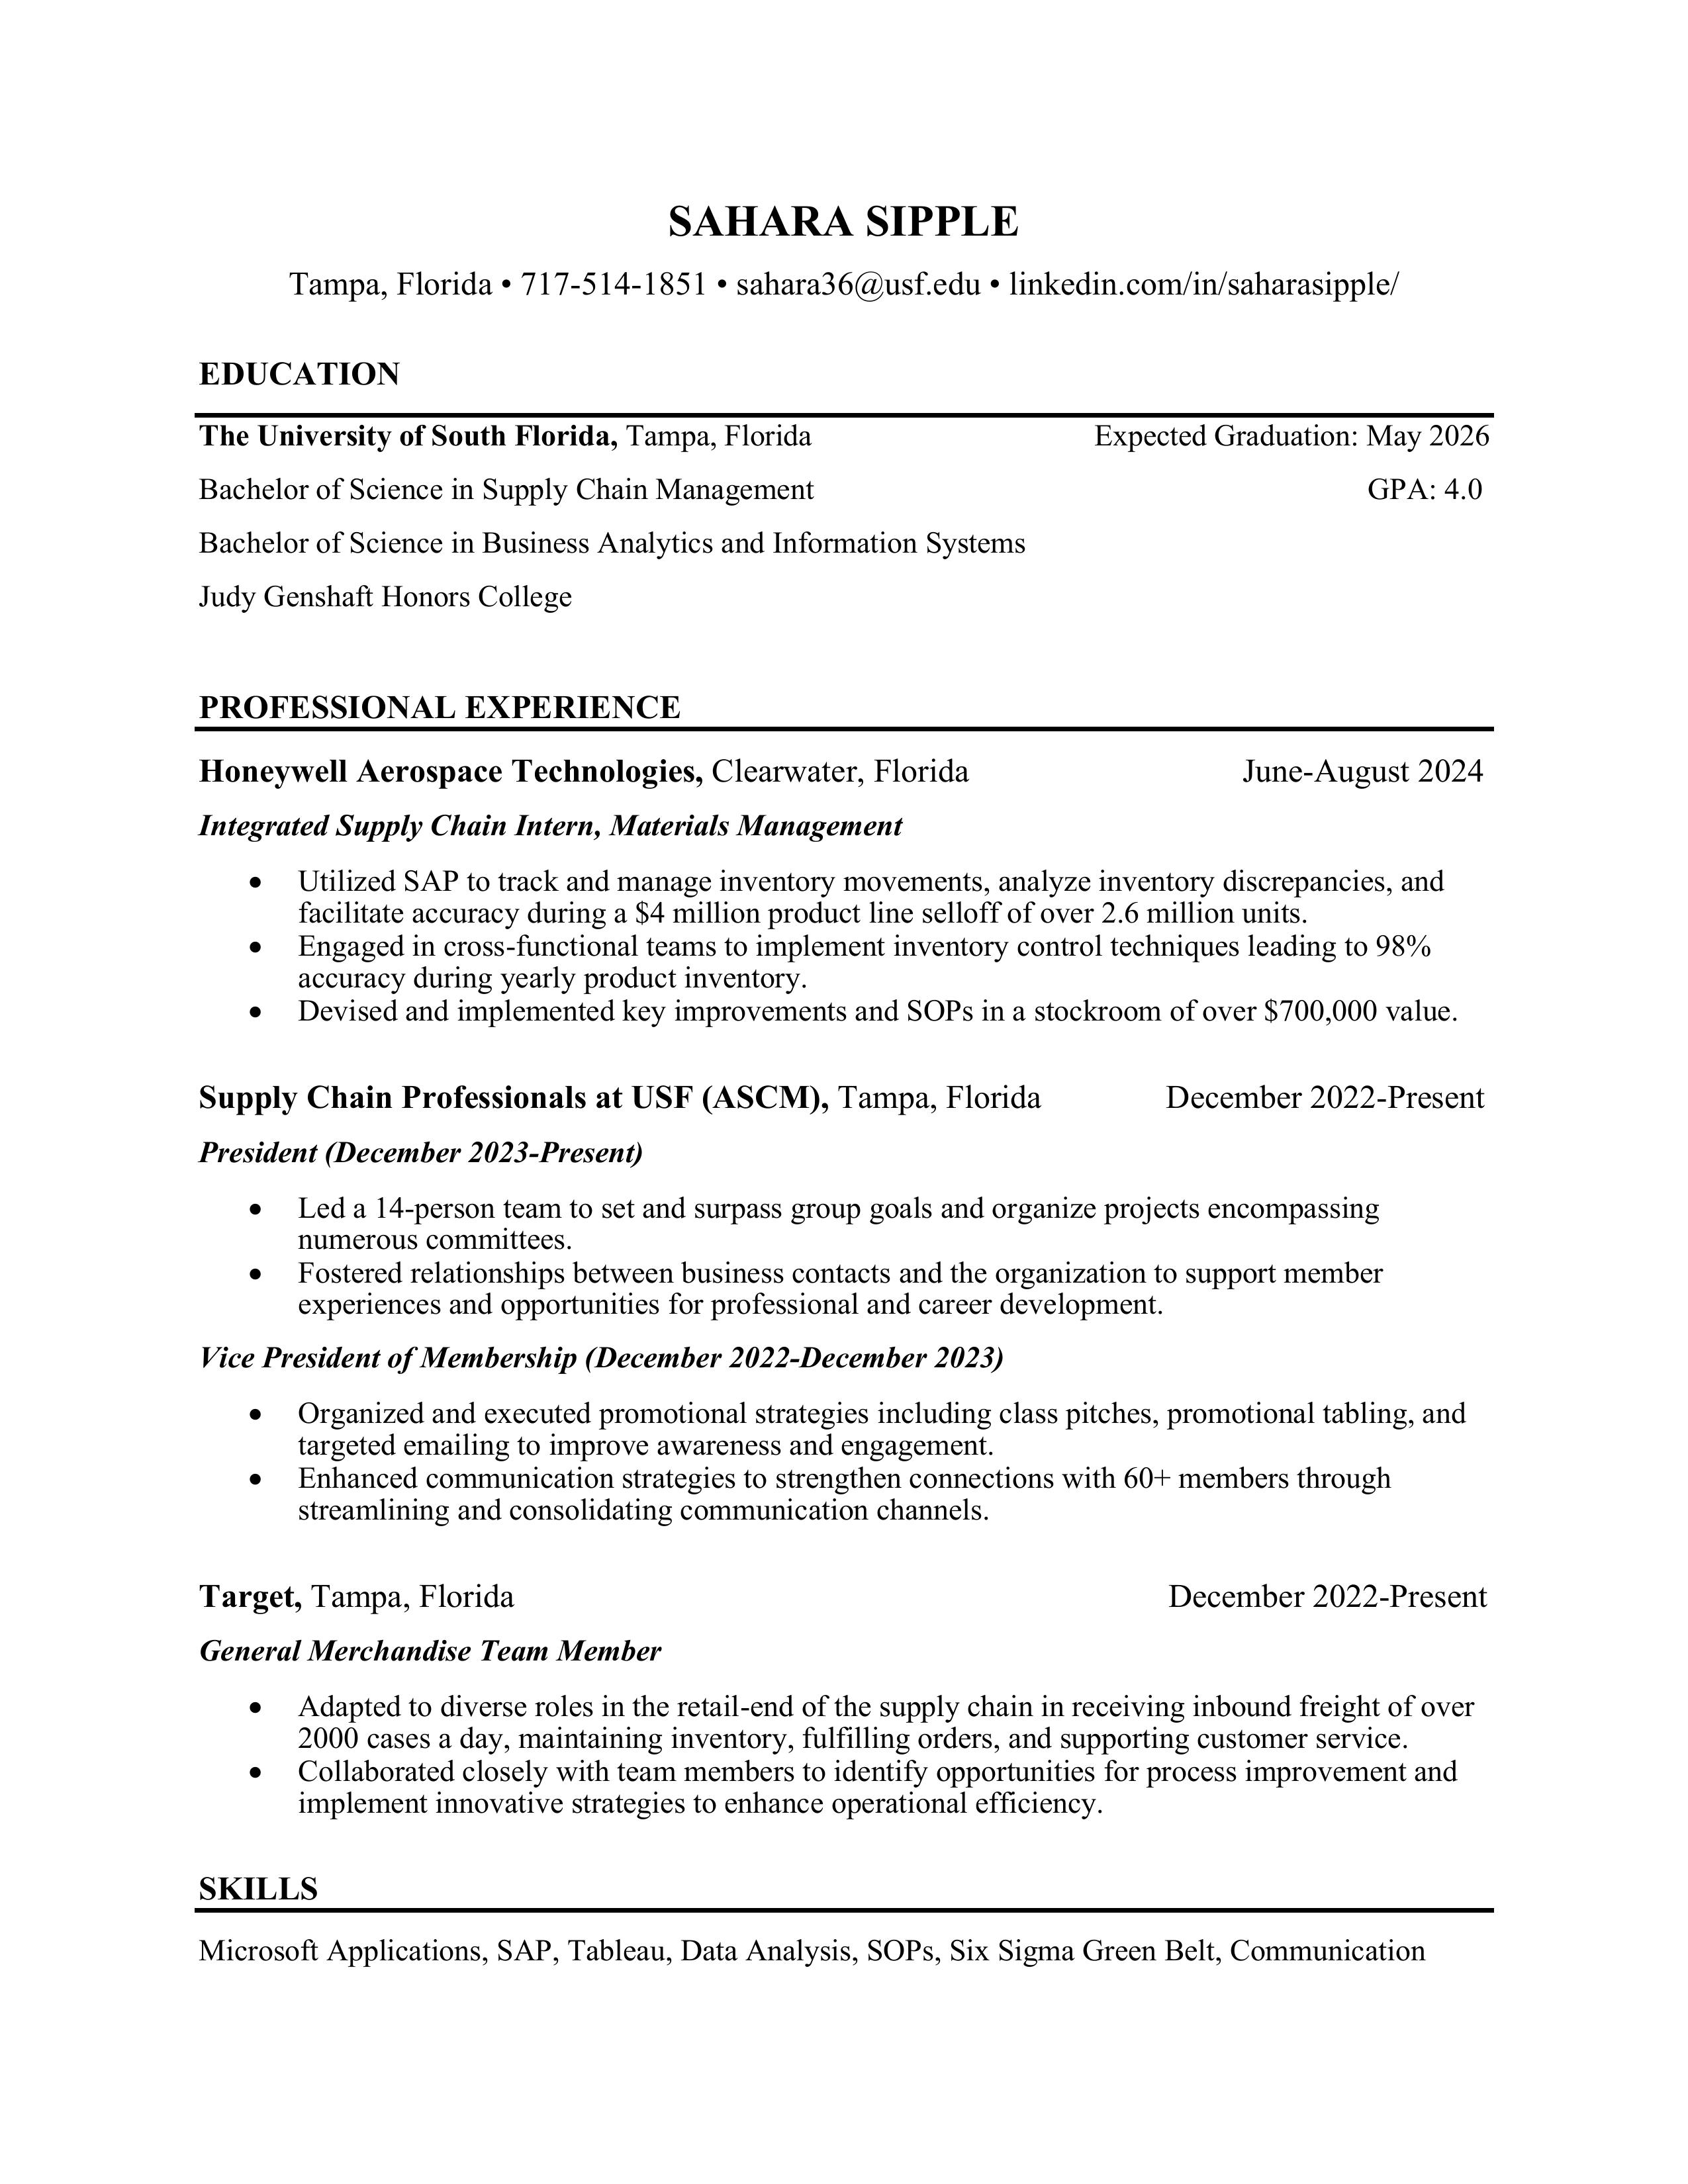 SAHARA SIPPLE
Tampa, Florida • 717-514-1851 • sahara36@usf.edu • linkedin.com/in/saharasipple/
EDUCATION
The University of South Florida, Tampa, Florida Expected Graduation: May 2026
Bachelor of Science in Supply Chain Management GPA: 4.0
Bachelor of Science in Business Analytics and Information Systems
Judy Genshaft Honors College
PROFESSIONAL EXPERIENCE
Honeywell Aerospace Technologies, Clearwater, Florida June-August 2024
Integrated Supply Chain Intern, Materials Management
• Utilized SAP to track and manage inventory movements, analyze inventory discrepancies, and
facilitate accuracy during a $4 million product line selloff of over 2.6 million units.
• Engaged in cross-functional teams to implement inventory control techniques leading to 98%
accuracy during yearly product inventory.
• Devised and implemented key improvements and SOPs in a stockroom of over $700,000 value.
Supply Chain Professionals at USF (ASCM), Tampa, Florida December 2022-Present
President (December 2023-Present)
• Led a 14-person team to set and surpass group goals and organize projects encompassing
numerous committees.
• Fostered relationships between business contacts and the organization to support member
experiences and opportunities for professional and career development.
Vice President of Membership (December 2022-December 2023)
• Organized and executed promotional strategies including class pitches, promotional tabling, and
targeted emailing to improve awareness and engagement.
• Enhanced communication strategies to strengthen connections with 60+ members through
streamlining and consolidating communication channels.
Target, Tampa, Florida December 2022-Present
General Merchandise Team Member
• Adapted to diverse roles in the retail-end of the supply chain in receiving inbound freight of over
2000 cases a day, maintaining inventory, fulfilling orders, and supporting customer service.
• Collaborated closely with team members to identify opportunities for process improvement and
implement innovative strategies to enhance operational efficiency.
SKILLS
Microsoft Applications, SAP, Tableau, Data Analysis, SOPs, Six Sigma Green Belt, Communication